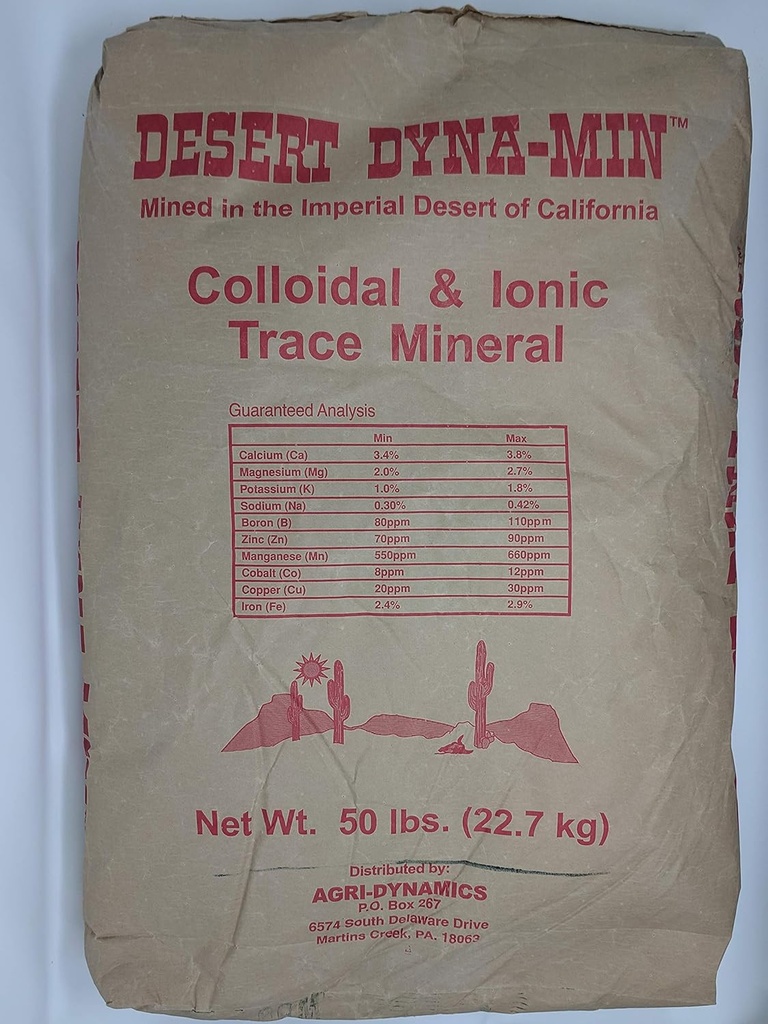 DESERT DYNA-MIN™
Mined in the Imperial Desert of California
Colloidal & Ionic
Trace Mineral
Guaranteed Analysis
Min Max
Calcium (Ca) 3.4% 3.8%
Magnesium (Mg) 2.0% 2.7%
Potassium (K) 1.0% 1.8%
Sodium (Na) 0.30% 0.42%
Boron (B) 80ppm 110ppm
Zinc (Zn) 70ppm 90ppm
Manganese (Mn) 550ppm 660ppm
Cobalt (Co) 8ppm 12ppm
Copper (Cu) 20ppm 30ppm
Iron (Fe) 2.4% 2.9%
Net Wt. 50 lbs. (22.7 kg)
Distributed by:
AGRI-DYNAMICS
P.O. Box 267
6574 South Delaware Drive
Martins Creek, PA. 18063